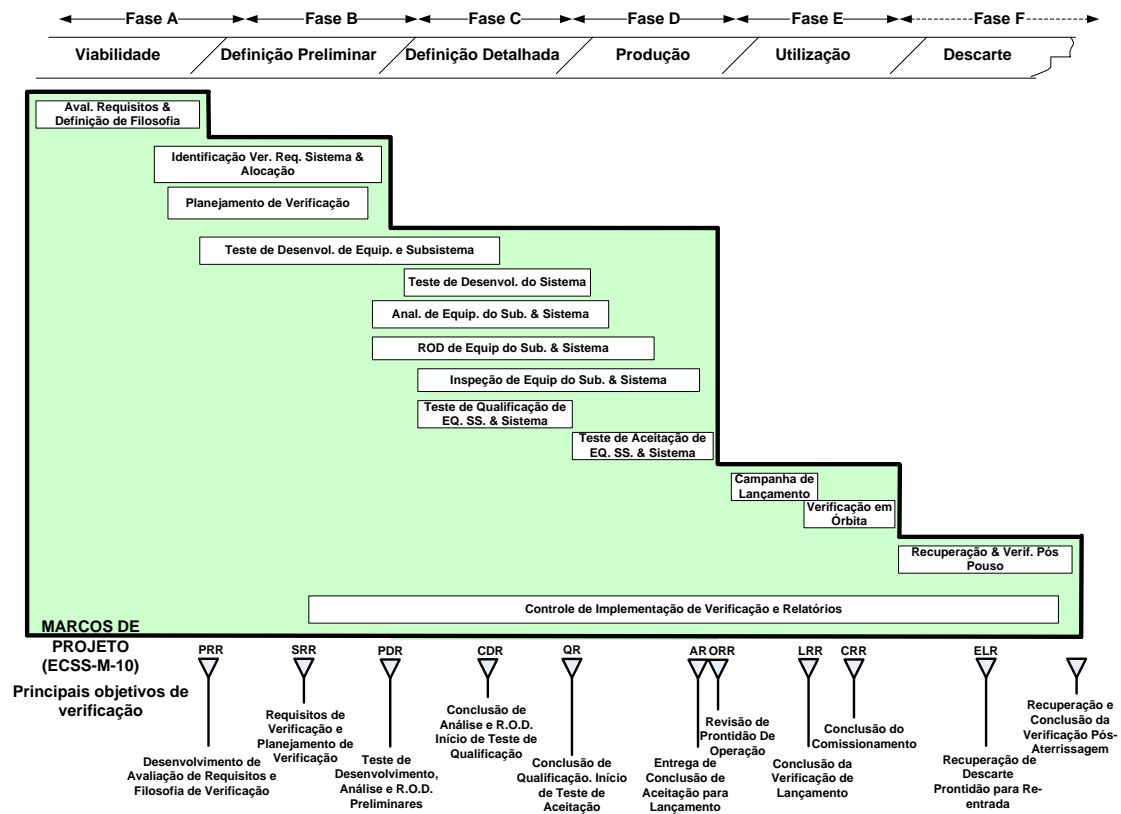 Fase A Fase B Fase C Fase D Fase E Fase F
Viabilidade Definição Preliminar Definição Detalhada Produção Utilização Descarte
Aval. Requisitos &
Definição de Filosofia
Identificação Ver. Req. Sistema &
Alocação
Planejamento de Verificação
Teste de Desenvol. de Equip. e Subsistema
Teste de Desenvol. do Sistema
Anal. de Equip. do Sub. & Sistema
ROD de Equip do Sub. & Sistema
Inspeção de Equip do Sub. & Sistema
Teste de Qualificação de
EQ. SS. & Sistema
Teste de Aceitação de
EQ. SS. & Sistema
Campanha de
Lançamento
Verificação em
Órbita
Recuperação & Verif. Pós
Pouso
Controle de Implementação de Verificação e Relatórios
MARCOS DE
PROJETO
(ECSS-M-10)
Principais objetivos de
verificação
PRR SRR PDR CDR QR AR ORR LRR CRR ELR
Desenvolvimento de
Avaliação de Requisitos e
Filosofia de Verificação
Requisitos de
Verificação e
Planejamento de
Verificação
Teste de
Desenvolvimento,
Análise e R.O.D.
Preliminares
Conclusão de
Análise e R.O.D.
Início de Teste de
Qualificação
Conclusão de
Qualificação. Início
de Teste de
Aceitação
Entrega de
Conclusão de
Aceitação para
Lançamento
Revisão de
Prontidão De
Operação
Conclusão da
Verificação de
Lançamento
Conclusão do
Comissionamento
Recuperação de
Descarte
Prontidão para Re-
entrada
Recuperação e
Conclusão da
Verificação Pós-
Aterrissagem